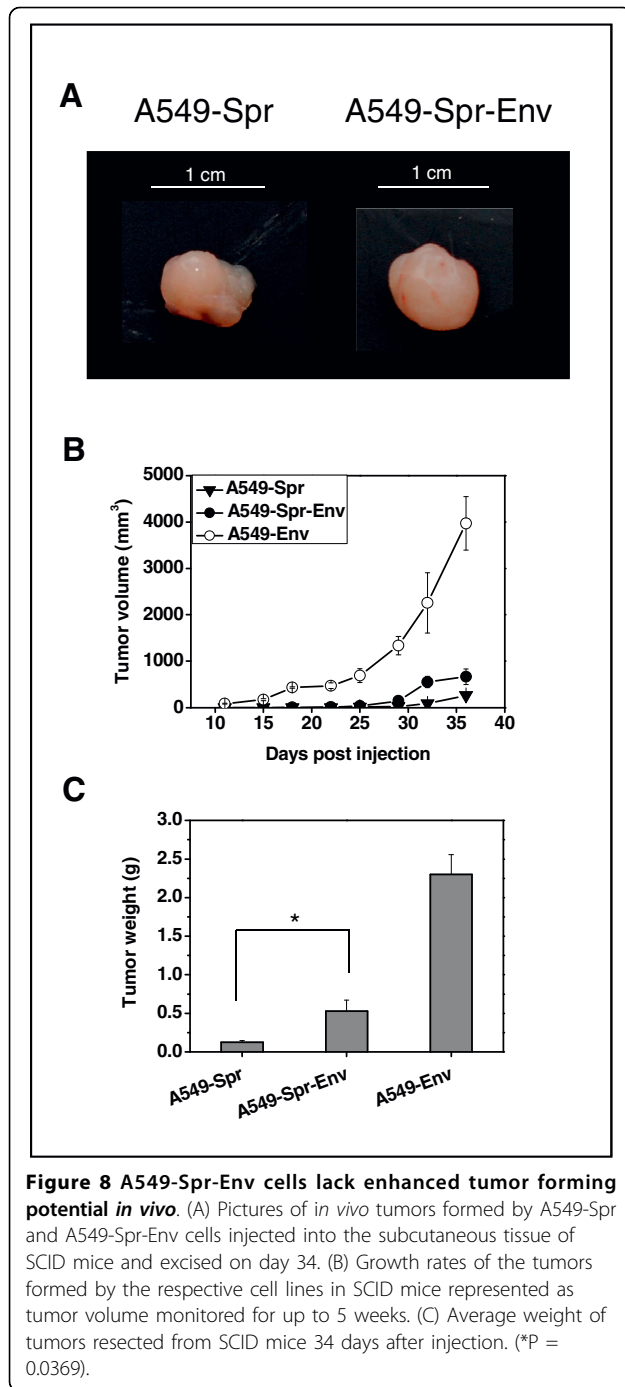 A
A549-Spr A549-Spr-Env
1 cm 1 cm
B
5000
4000
3000
2000
1000
0
Tumor volume (mm³)
A549-Spr
A549-Spr-Env
A549-Env
10 15 20 25 30 35 40
Days post injection
C
3.0
2.5
2.0
1.5
1.0
0.5
0.0
Tumor weight (g)
*
A549-Spr
A549-Spr-Env
A549-Env
Figure 8 A549-Spr-Env cells lack enhanced tumor forming
potential in vivo. (A) Pictures of in vivo tumors formed by A549-Spr
and A549-Spr-Env cells injected into the subcutaneous tissue of
SCID mice and excised on day 34. (B) Growth rates of the tumors
formed by the respective cell lines in SCID mice represented as
tumor volume monitored for up to 5 weeks. (C) Average weight of
tumors resected from SCID mice 34 days after injection. (*P =
0.0369).